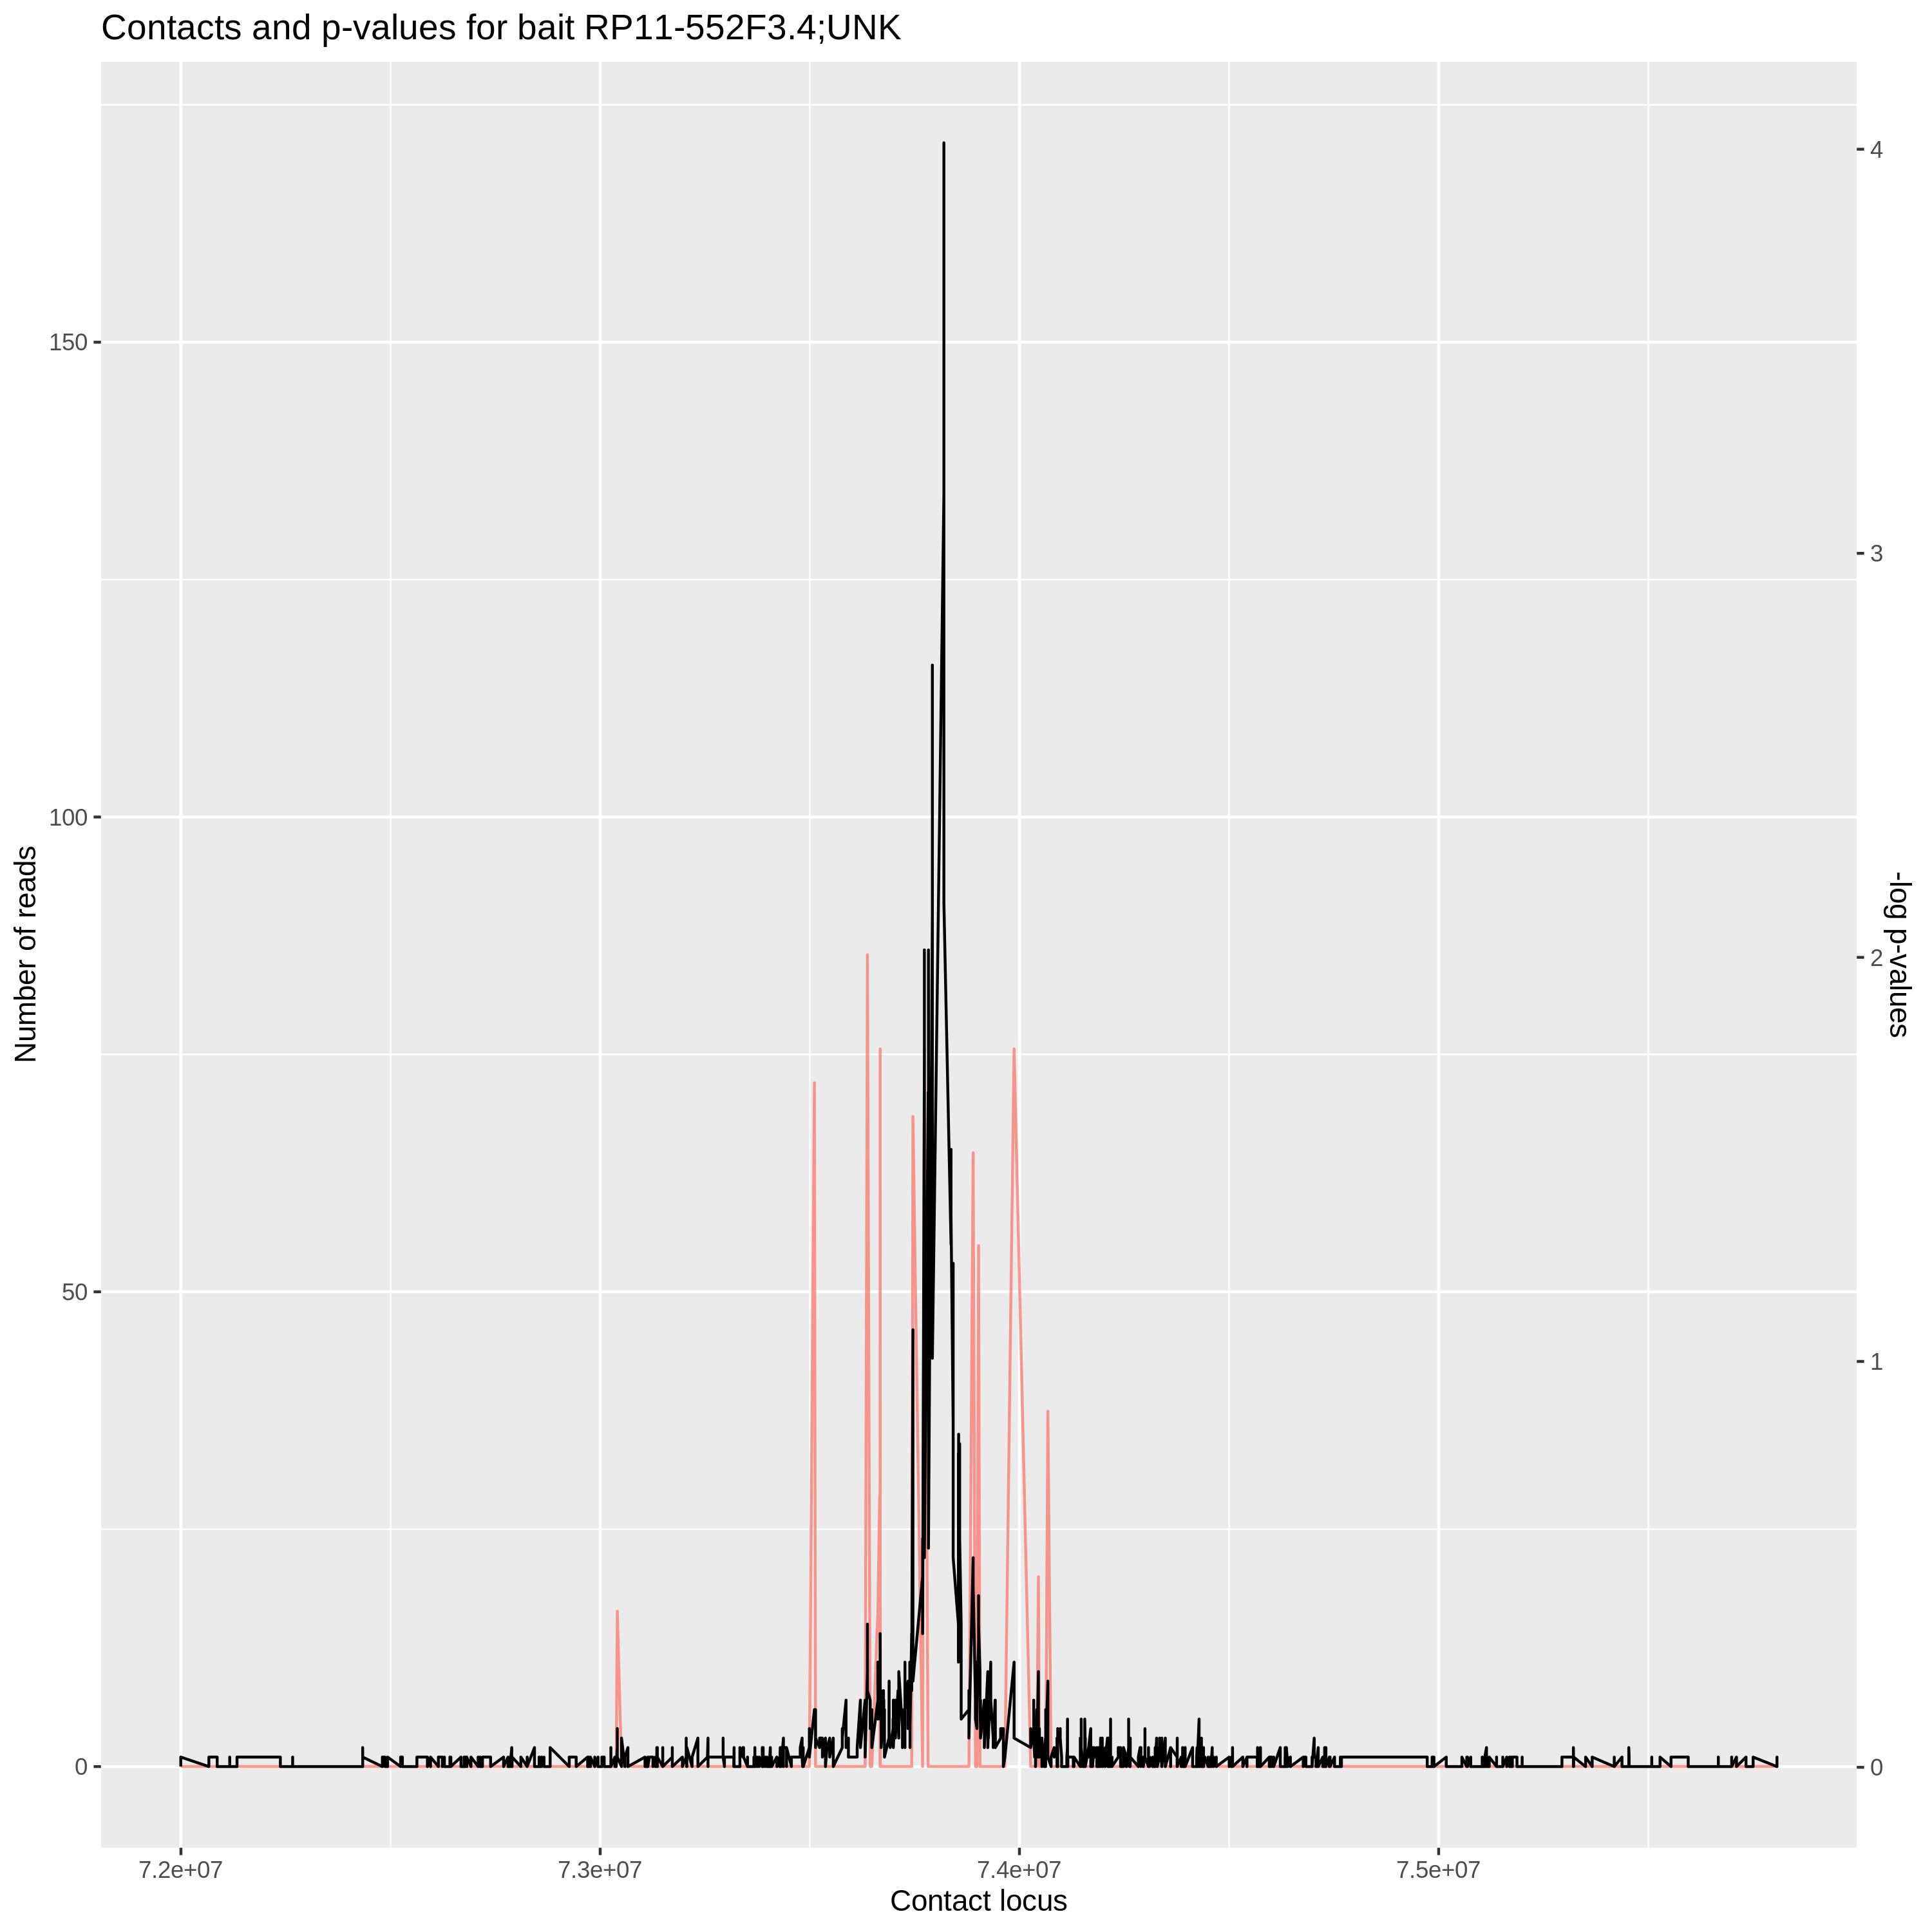 Contacts and p-values for bait RP11-552F3.4;UNK
150
100
50
0
Number of reads
4
3
2
1
0
-log p-values
7.2e+07
7.3e+07
7.4e+07
7.5e+07
Contact locus